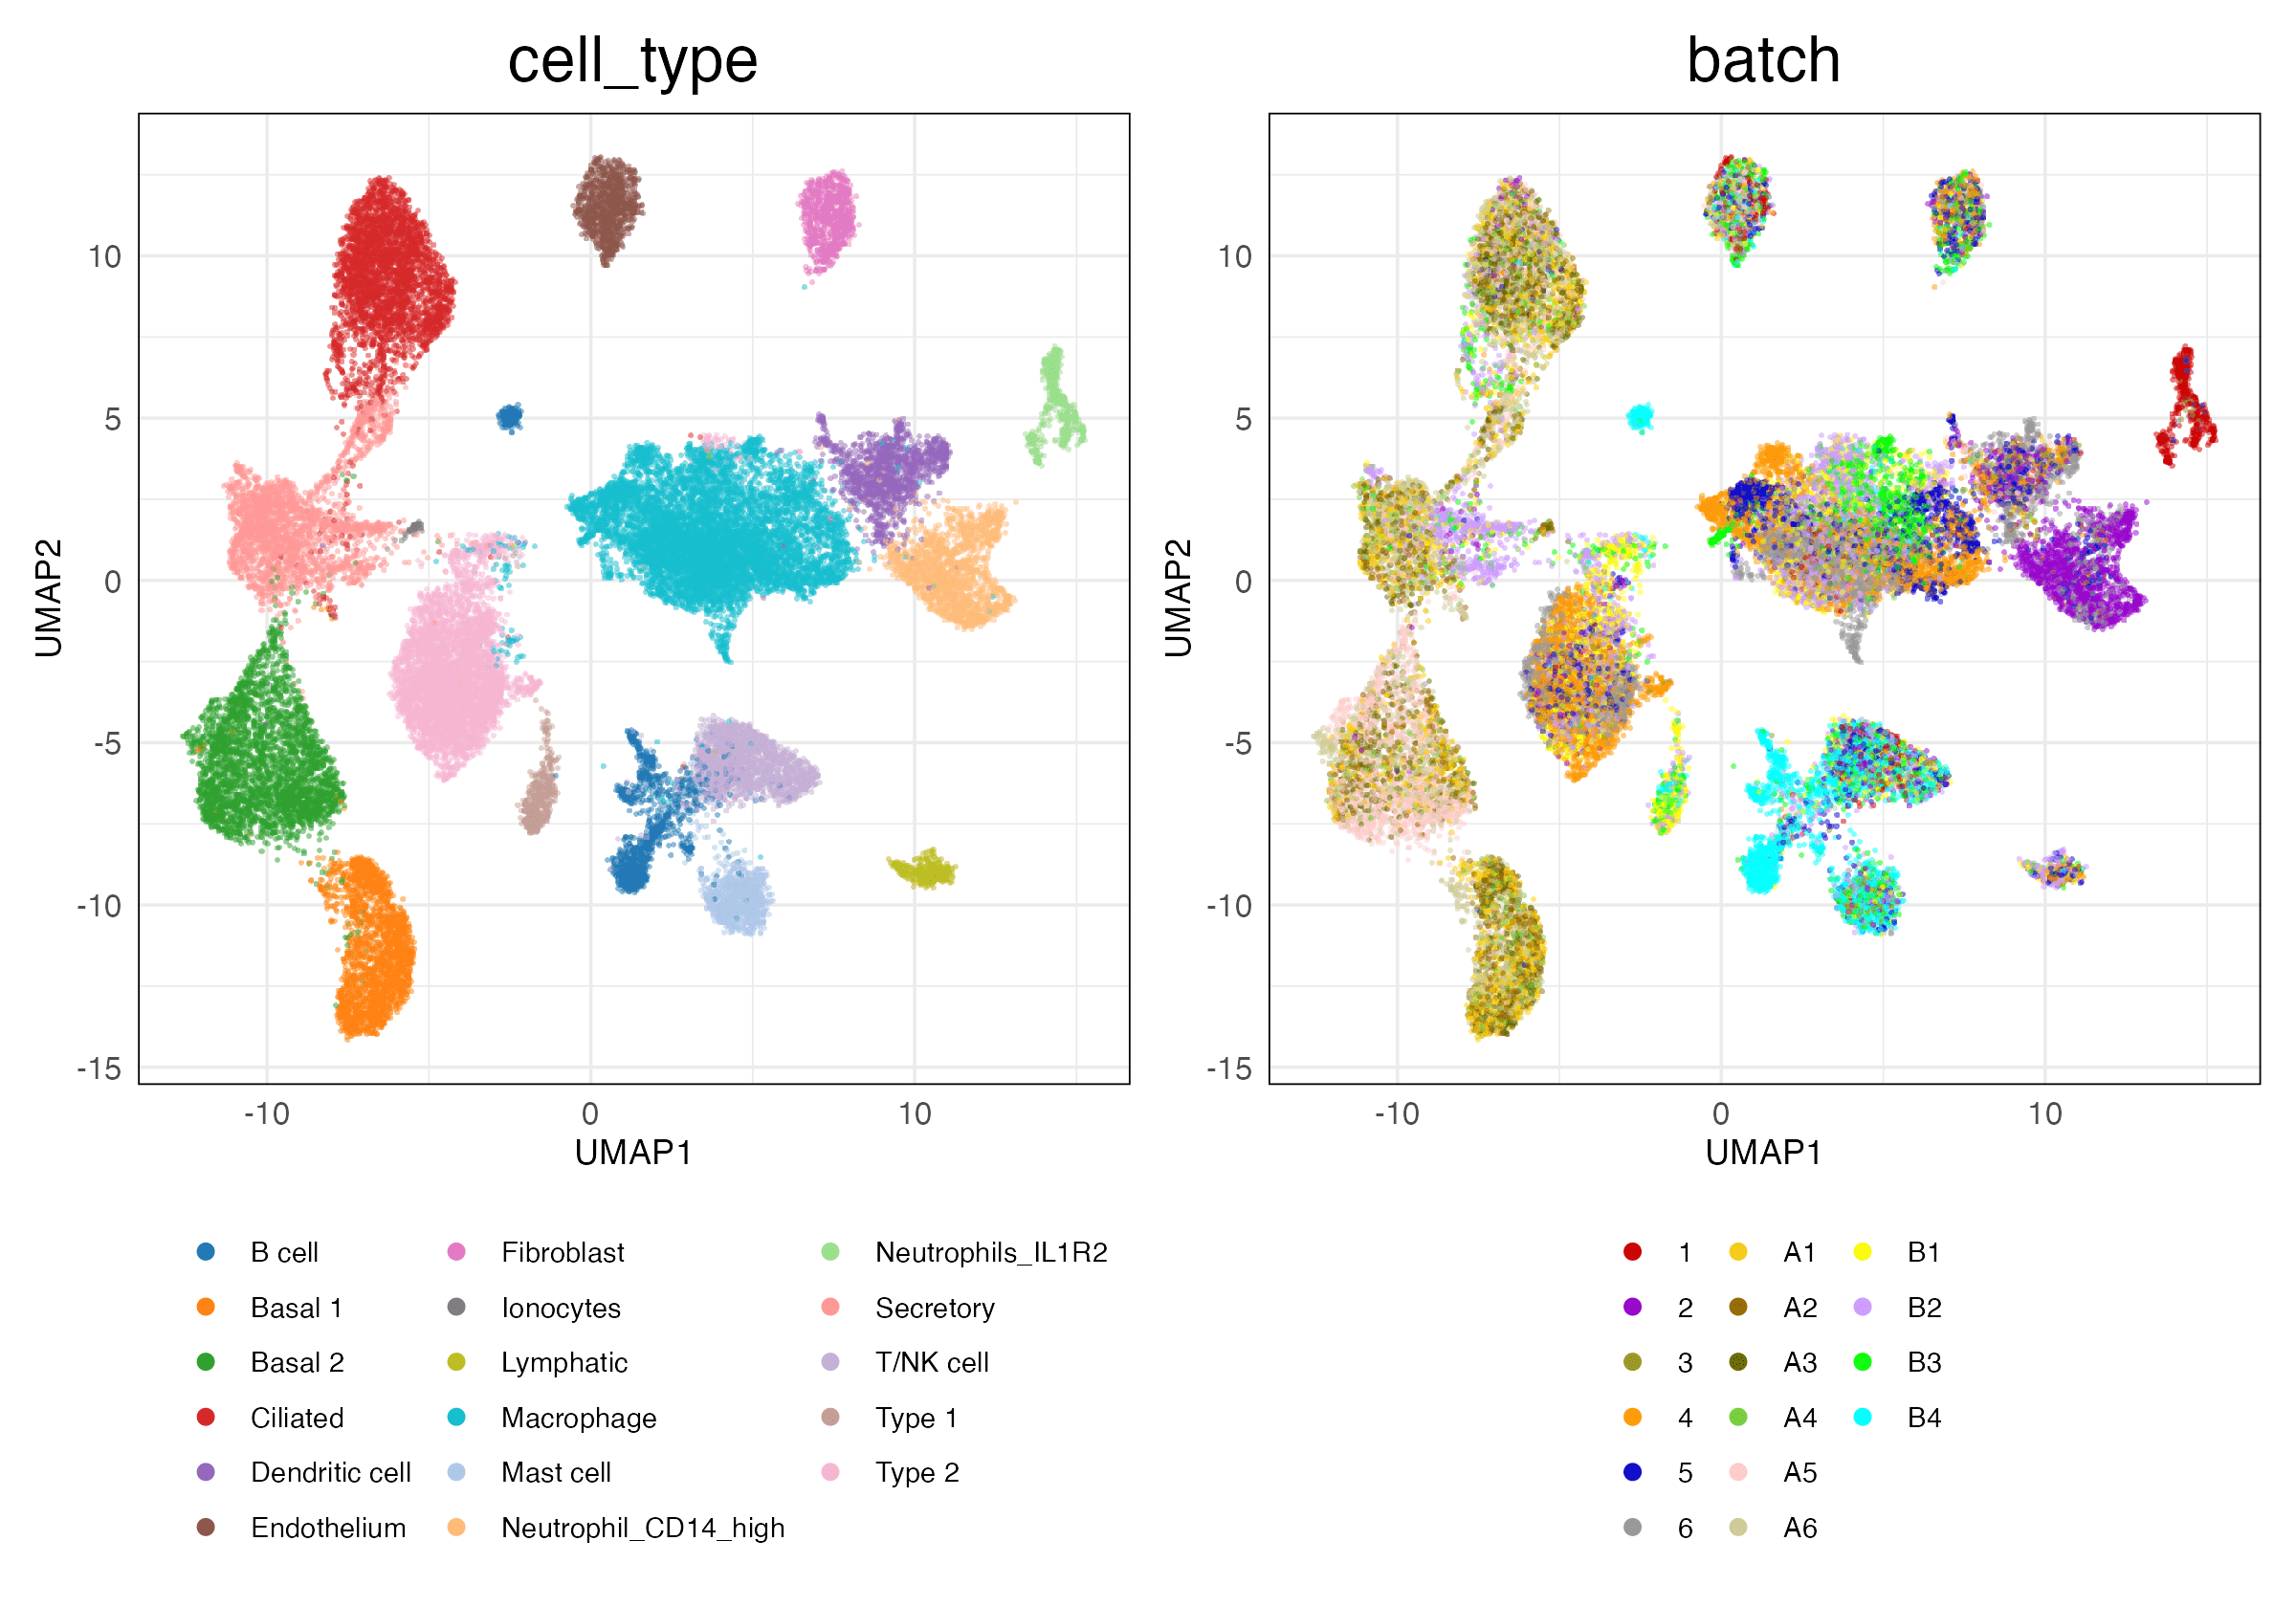 cell_type
batch
10
5
0
-5
-10
-15
UMAP2
-10 0 10
UMAP1
10
5
0
-5
-10
-15
UMAP2
-10 0 10
UMAP1
B cell Fibroblast Neutrophils_IL1R2
Basal 1 Ionocytes Secretory
Basal 2 Lymphatic T/NK cell
Ciliated Macrophage Type 1
Dendritic cell Mast cell Type 2
Endothelium Neutrophil_CD14_high
1 A1 B1
2 A2 B2
3 A3 B3
4 A4 B4
5 A5
6 A6